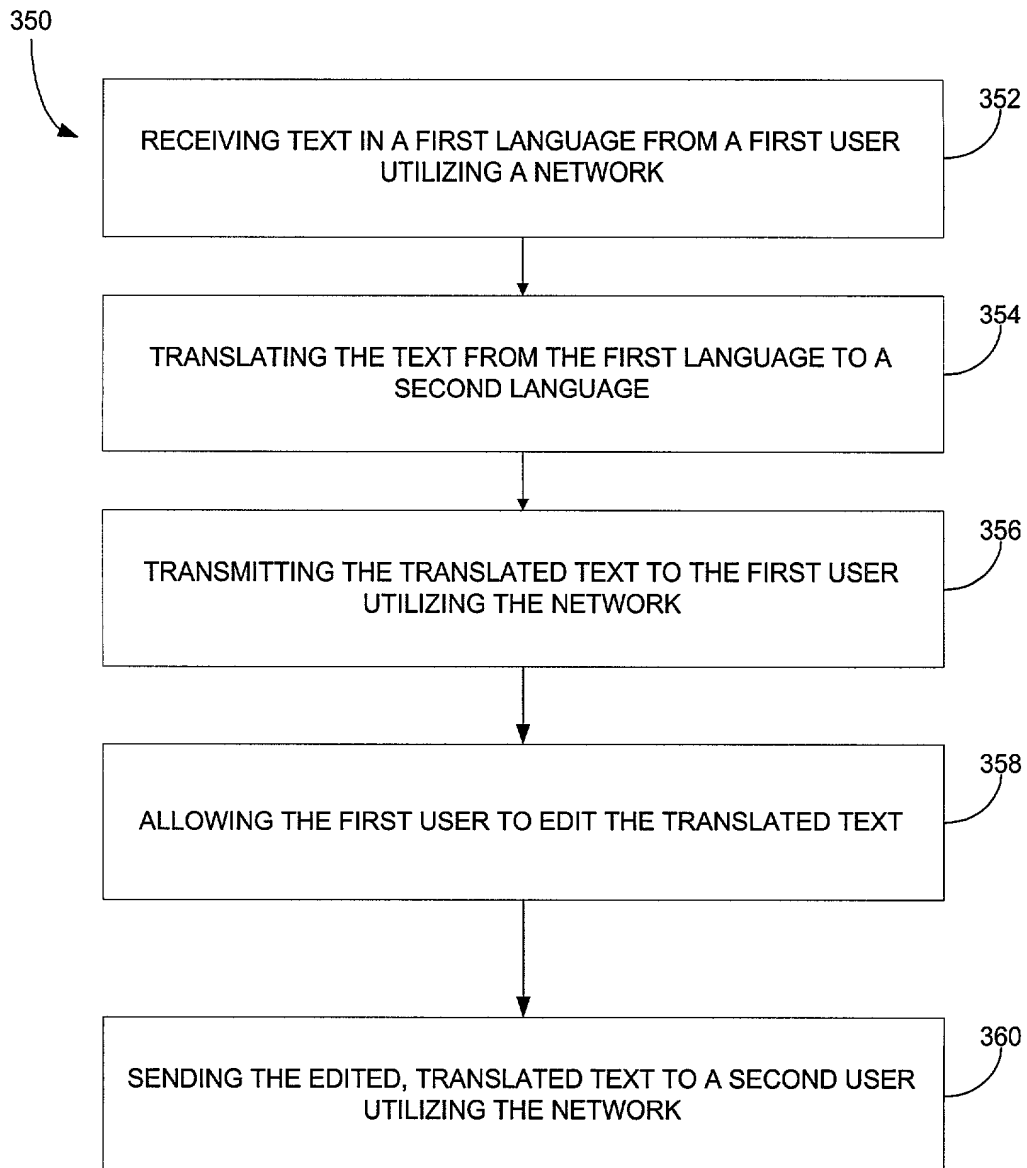 350
352
RECEIVING TEXT IN A FIRST LANGUAGE FROM A FIRST USER
UTILIZING A NETWORK
354
TRANSLATING THE TEXT FROM THE FIRST LANGUAGE TO A
SECOND LANGUAGE
356
TRANSMITTING THE TRANSLATED TEXT TO THE FIRST USER
UTILIZING THE NETWORK
358
ALLOWING THE FIRST USER TO EDIT THE TRANSLATED TEXT
360
SENDING THE EDITED, TRANSLATED TEXT TO A SECOND USER
UTILIZING THE NETWORK